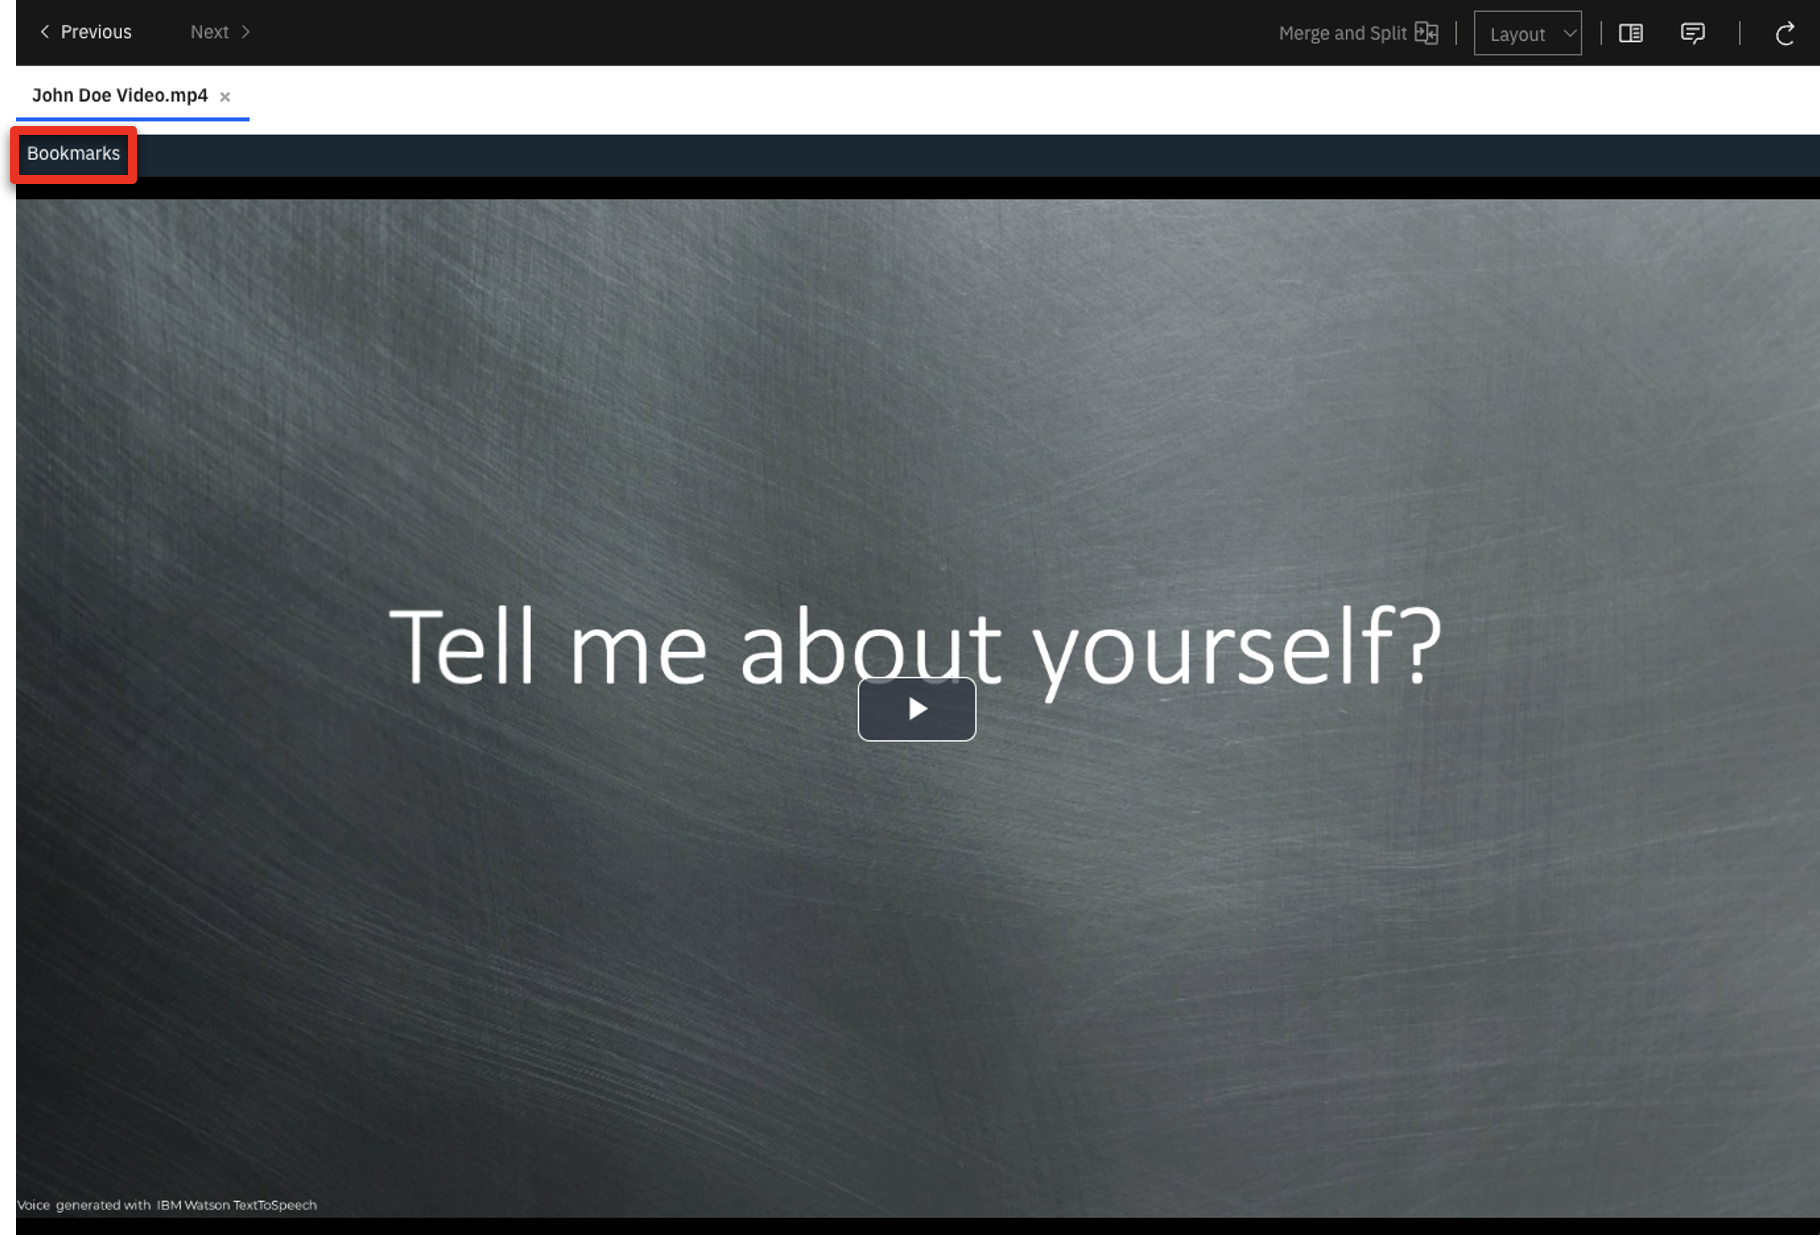 Previous Next Merge and Split Layout
John Doe Video.mp4
Bookmarks
Tell me about yourself?
Voice generated with IBM Watson TextToSpeech